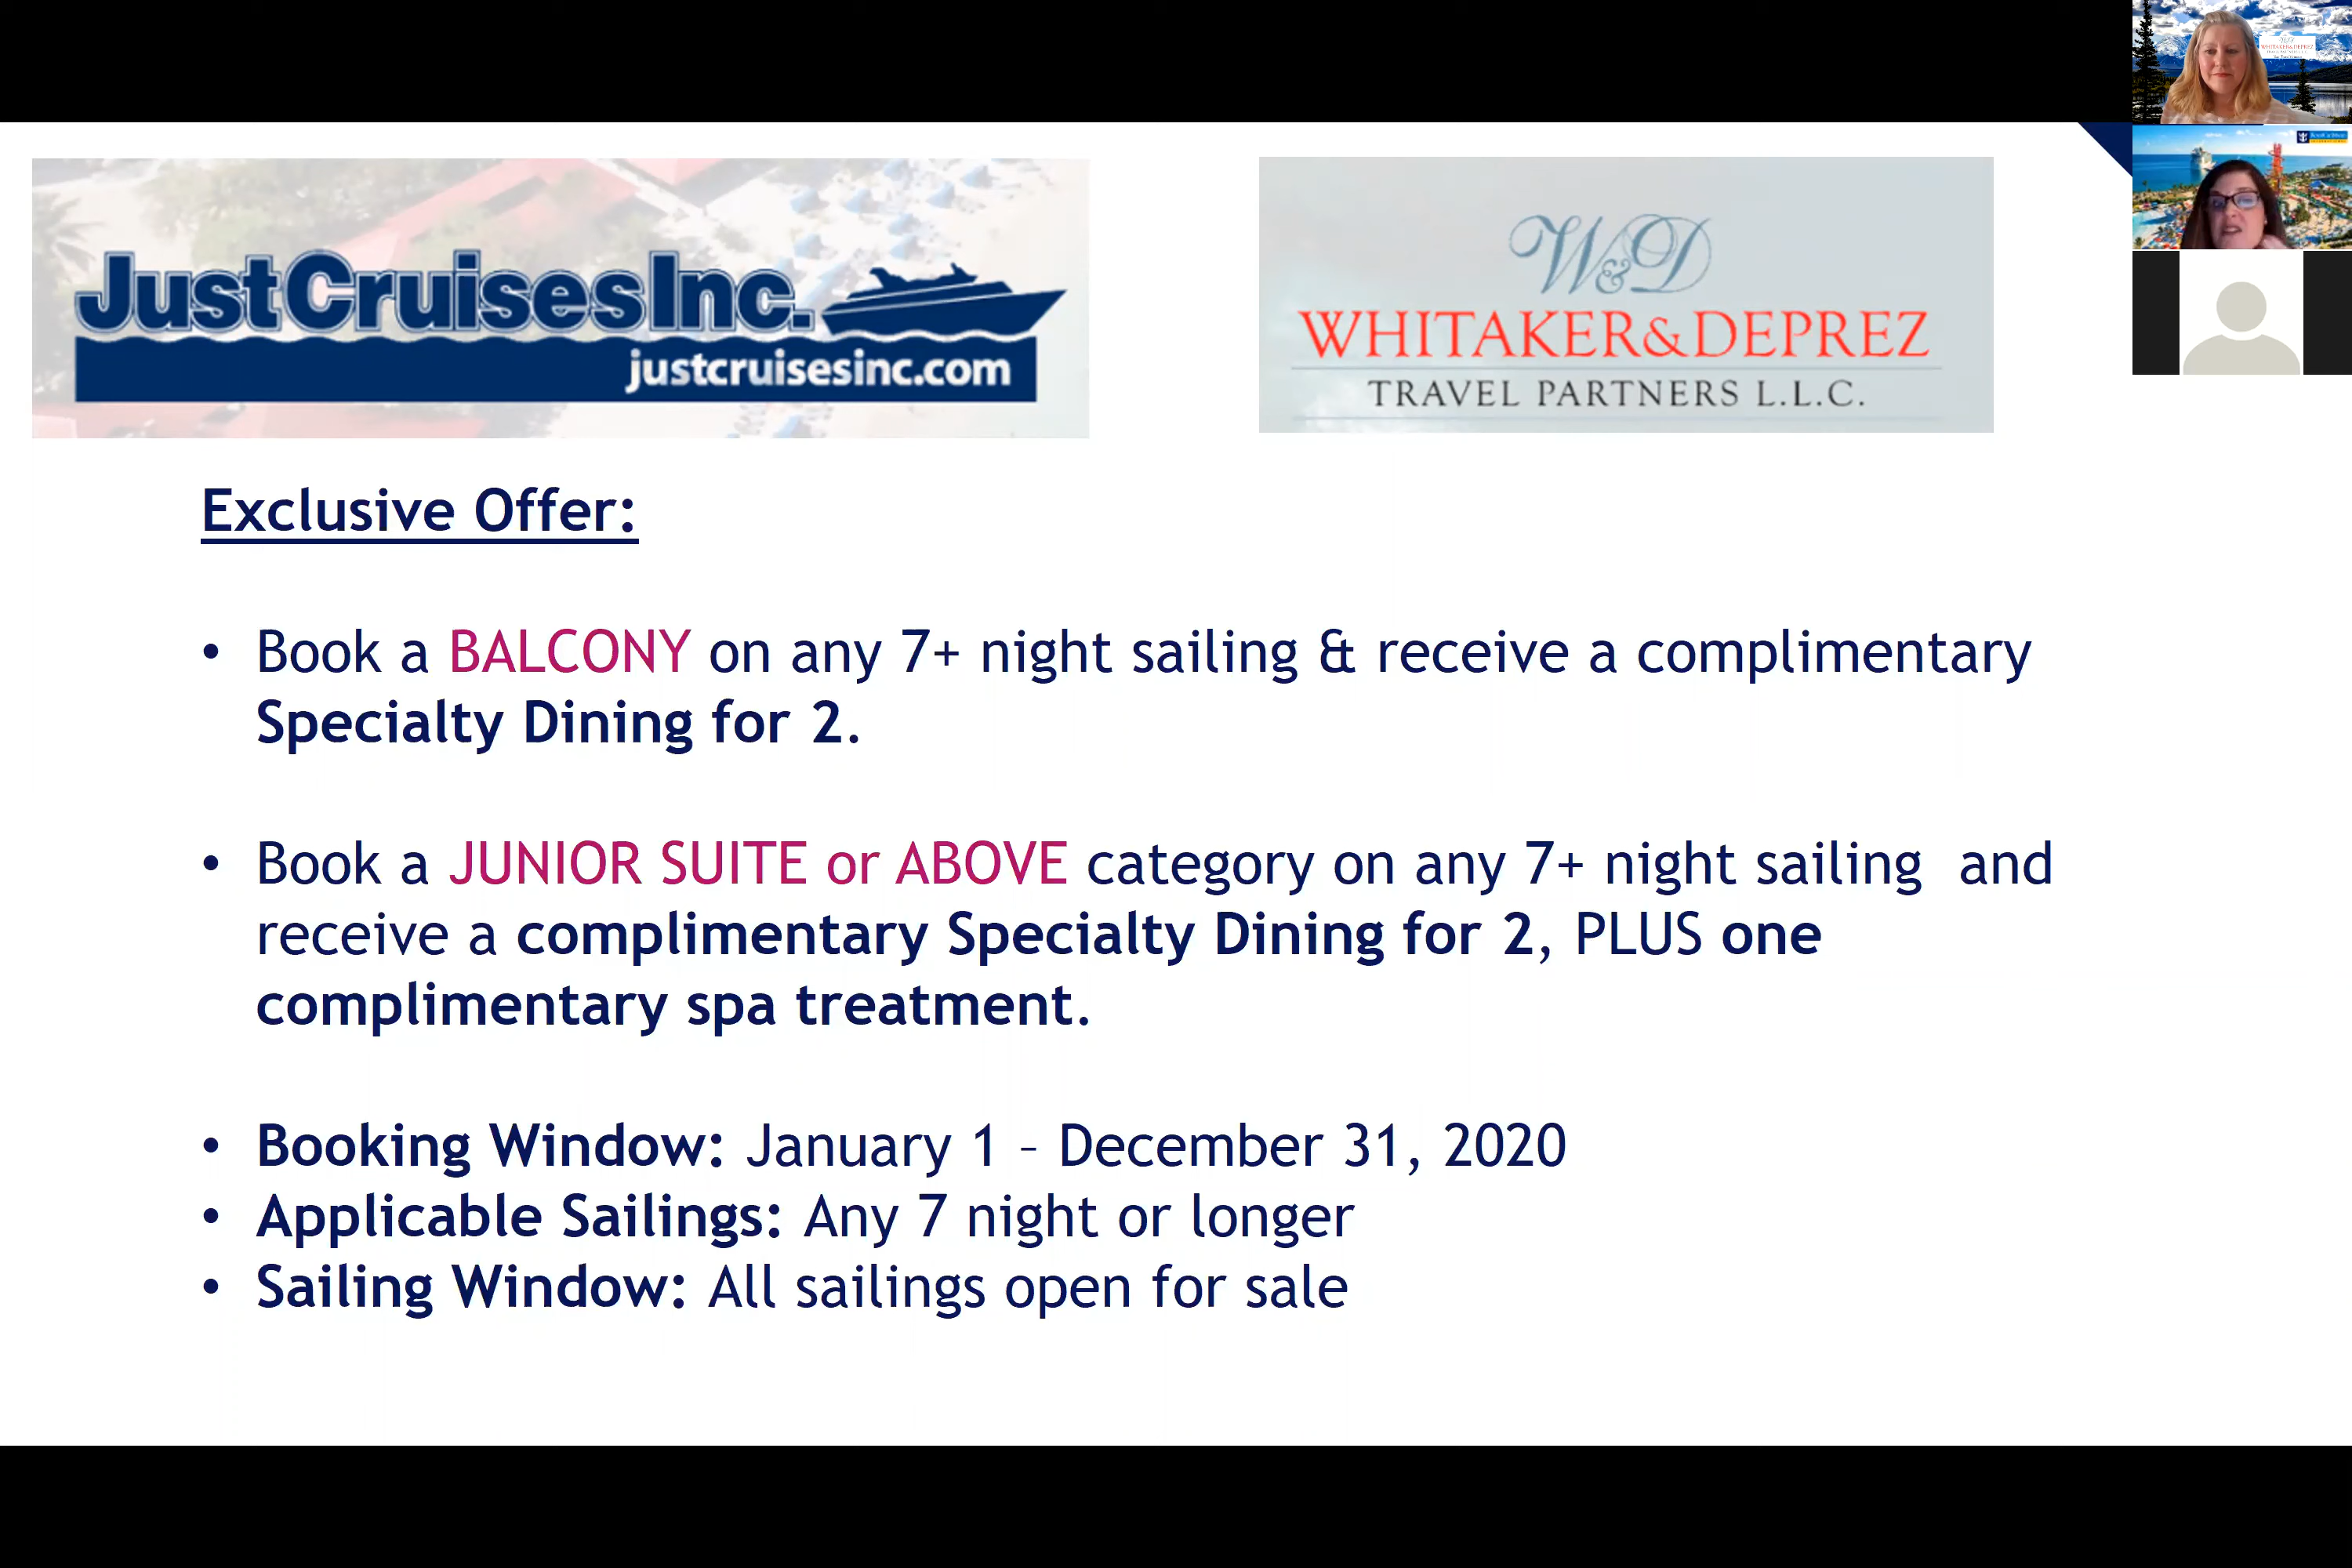 JustCruisesInc.
justcruisesinc.com
W&D
WHITAKER&DEPREZ
TRAVEL PARTNERS L.L.C.
WHITAKER&DEPREZ
Exclusive Offer:
• Book a BALCONY on any 7+ night sailing & receive a complimentary
Specialty Dining for 2.
• Book a JUNIOR SUITE or ABOVE category on any 7+ night sailing and
receive a complimentary Specialty Dining for 2, PLUS one
complimentary spa treatment.
• Booking Window: January 1 – December 31, 2020
• Applicable Sailings: Any 7 night or longer
• Sailing Window: All sailings open for sale